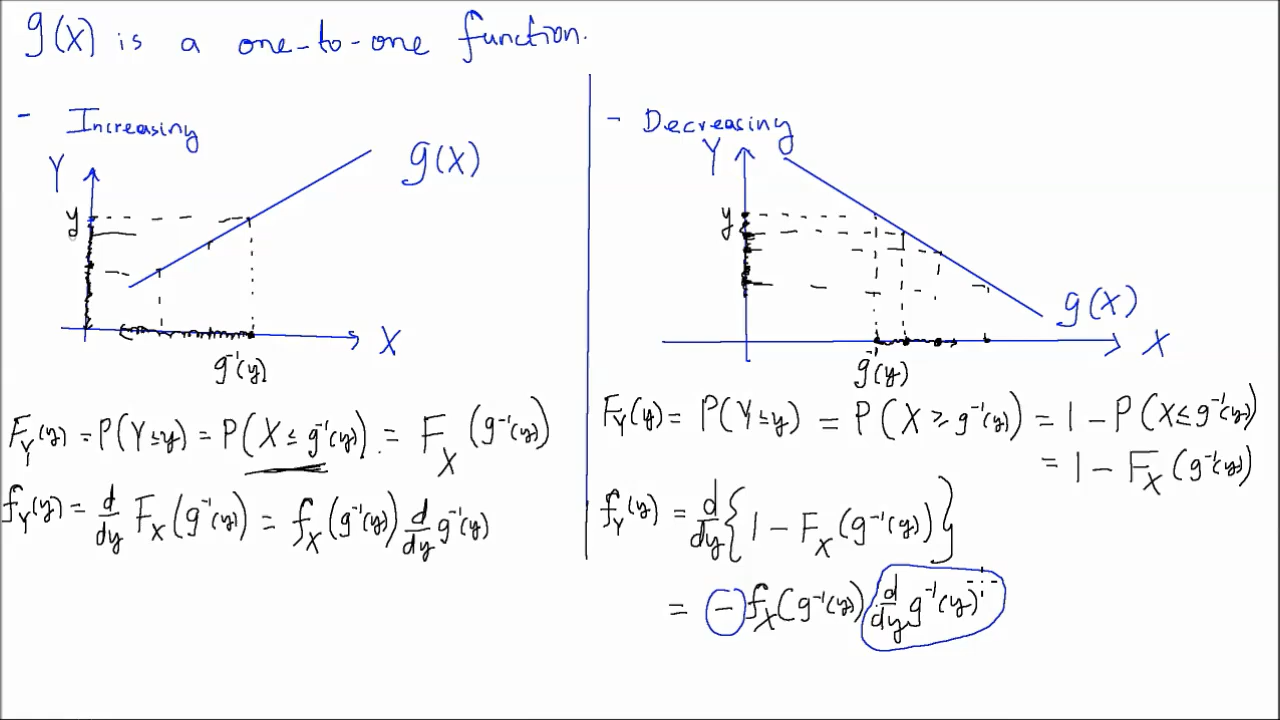 g(X) is a one-to-one function.
- Increasing
Y
g(X)
y
X
g⁻¹(y)
F_Y(y) = P(Y≤y) = P(X ≤ g⁻¹(y)) = F_X(g⁻¹(y))
f_Y(y) = d/dy F_X(g⁻¹(y)) = f_X(g⁻¹(y)) d/dy g⁻¹(y)
- Decreasing
Y
y
g(X)
X
g⁻¹(y)
F_Y(y) = P(Y≤y) = P(X ≥ g⁻¹(y)) = 1 - P(X ≤ g⁻¹(y))
= 1 - F_X(g⁻¹(y))
f_Y(y) = d/dy {1 - F_X(g⁻¹(y))}
= - f_X(g⁻¹(y)) d/dy g⁻¹(y)